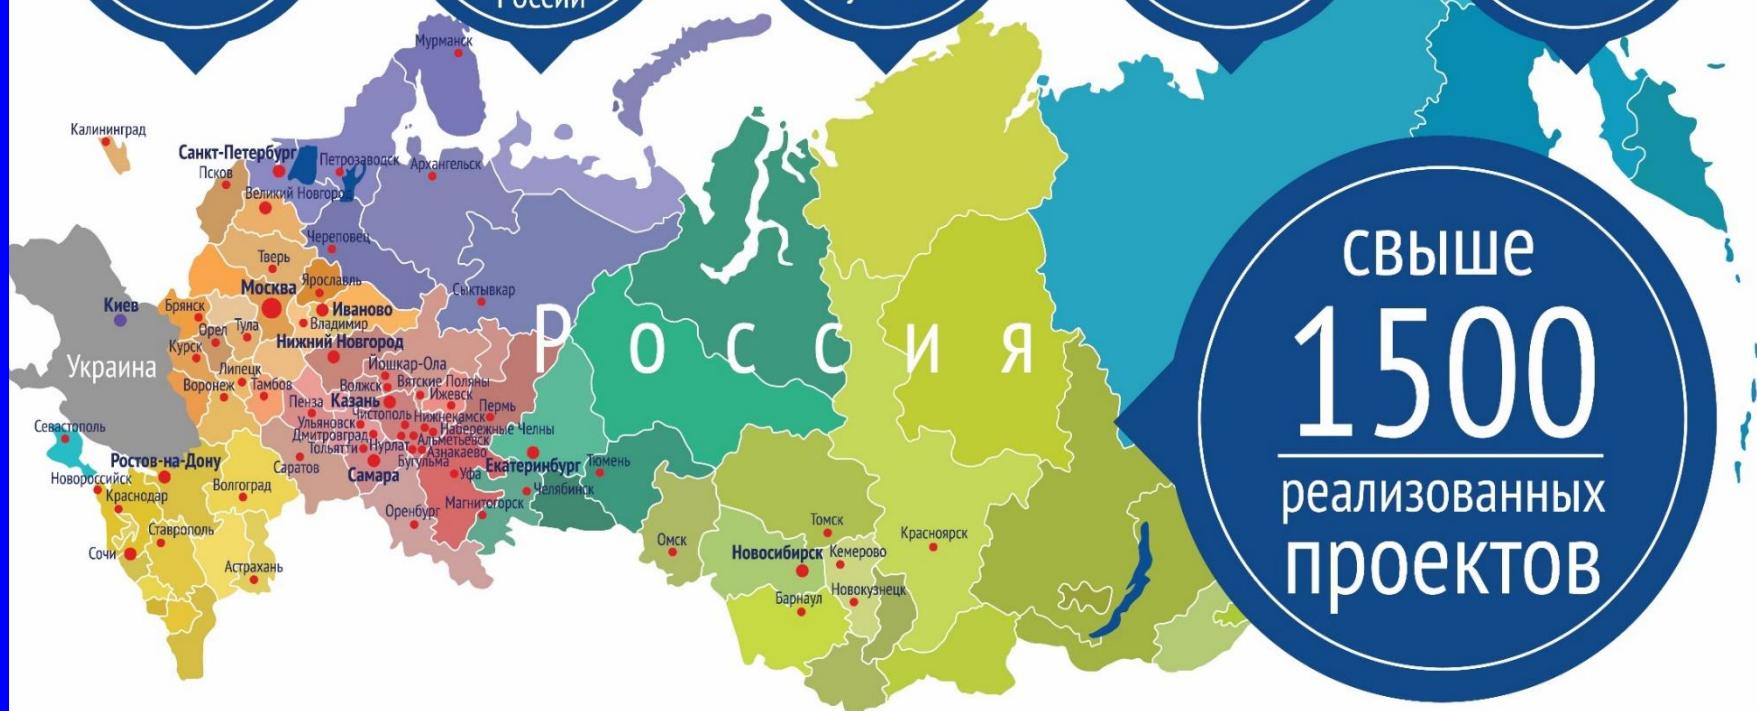 России
Мурманск
Калининград
Санкт-Петербург
Петрозаводск
Архангельск
Псков
Великий Новгород
Череповец
Тверь
Ярославль
Москва
Сыктывкар
Киев
Брянск
Иваново
Владимир
Орел
Тула
Россия
Курск
Нижний Новгород
Украина
Йошкар-Ола
Липецк
Воронеж
Тамбов
Волжск
Вятские Поляны
Ижевск
Пенза
Казань
Пермь
Чистополь
Нижнекамск
Ульяновск
Набережные Челны
Дмитровград
Альметьевск
Тольятти
Нурлат
Азнакаево
Бугульма
Севастополь
Ростов-на-Дону
Саратов
Самара
Уфа
Екатеринбург
Тюмень
Новороссийск
Волгоград
Челябинск
Краснодар
Магнитогорск
Оренбург
Ставрополь
Сочи
Астрахань
Омск
Томск
Новосибирск
Кемерово
Красноярск
Барнаул
Новокузнецк
свыше
1500
реализованных
проектов